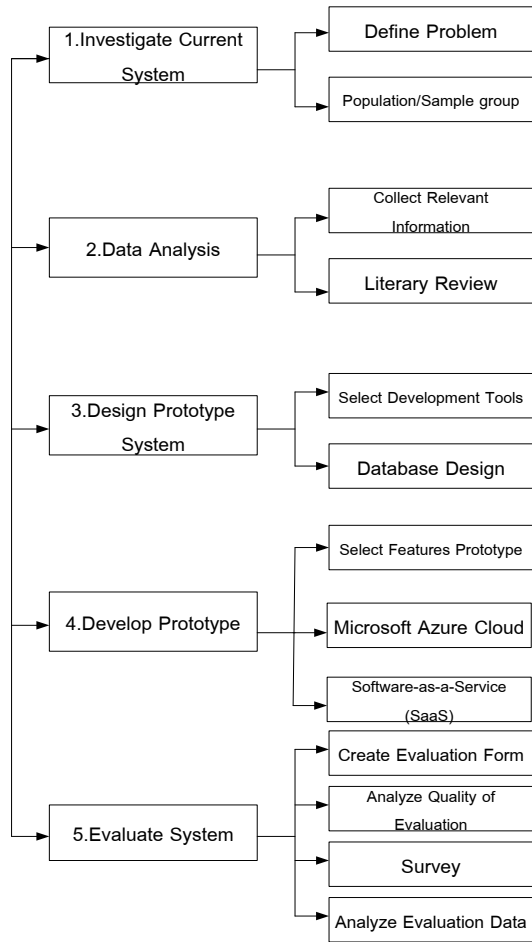 1.Investigate Current
System
Define Problem
Population/Sample group
2.Data Analysis
Collect Relevant
Information
Literary Review
3.Design Prototype
System
Select Development Tools
Database Design
4.Develop Prototype
Select Features Prototype
Microsoft Azure Cloud
Software-as-a-Service
(SaaS)
5.Evaluate System
Create Evaluation Form
Analyze Quality of
Evaluation
Survey
Analyze Evaluation Data